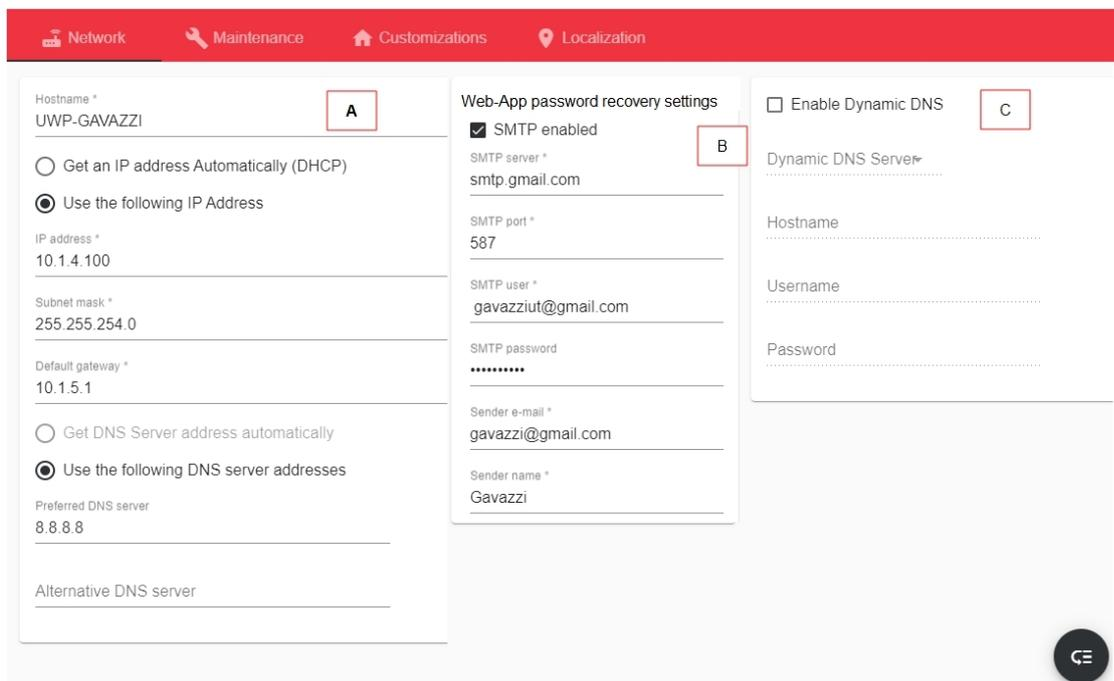 Network
Maintenance
Customizations
Localization
Hostname *
UWP-GAVAZZI
A
Get an IP address Automatically (DHCP)
Use the following IP Address
IP address *
10.1.4.100
Subnet mask *
255.255.254.0
Default gateway *
10.1.5.1
Get DNS Server address automatically
Use the following DNS server addresses
Preferred DNS server
8.8.8.8
Alternative DNS server
Web-App password recovery settings
SMTP enabled
B
SMTP server *
smtp.gmail.com
SMTP port *
587
SMTP user *
gavazziut@gmail.com
SMTP password
••••••••••
Sender e-mail *
gavazzi@gmail.com
Sender name *
Gavazzi
Enable Dynamic DNS
C
Dynamic DNS Server
Hostname
Username
Password